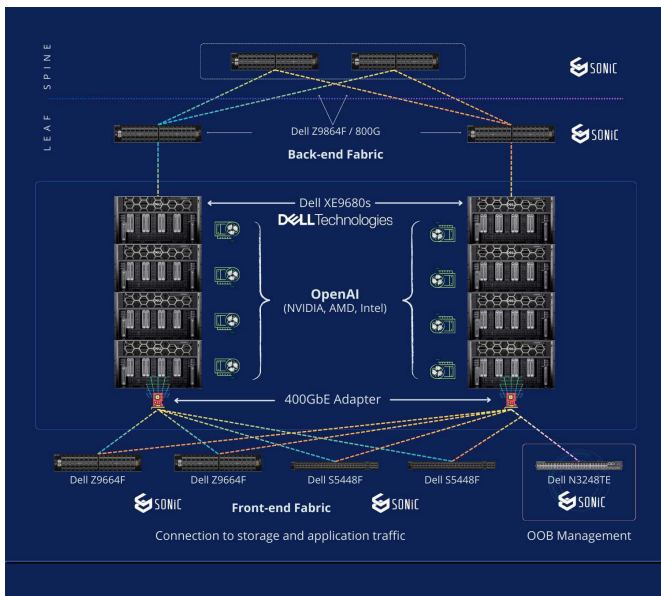 SPINE
SONiC
LEAF
Dell Z9864F / 800G
SONiC
Back-end Fabric
Dell XE9680s
DELLTechnologies
OpenAI
(NVIDIA, AMD, Intel)
400GbE Adapter
Dell Z9664F
Dell Z9664F
Dell S5448F
Dell S5448F
Dell N3248TE
SONiC
Front-end Fabric
SONiC
SONiC
Connection to storage and application traffic
OOB Management